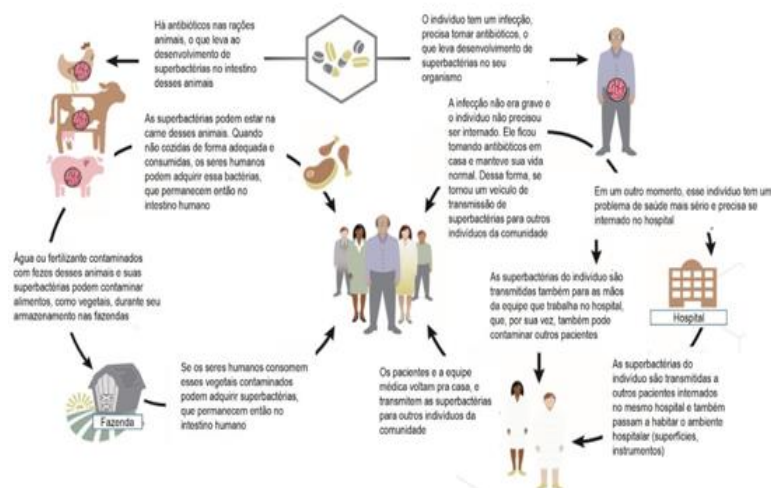 Há antibióticos nas rações
animais, o que leva ao
desenvolvimento de
superbactérias no intestino
desses animais
O indivíduo tem um infecção,
precisa tomar antibióticos, o
que leva desenvolvimento de
superbactérias no seu
organismo
As superbactérias podem estar na
carne desses animais. Quando
não cozidas de forma adequada e
consumidas, os seres humanos
podem adquirir essa bactérias,
que permanecem então no
intestino humano
A infecção não era grave e
o indivíduo não precisou
ser internado. Ele ficou
tomando antibióticos em
casa e manteve sua vida
normal. Dessa forma, se
tornou um veículo de
transmissão de
superbactérias para outros
indivíduos da comunidade
Em um outro momento, esse indivíduo tem um
problema de saúde mais sério e precisa se
internado no hospital
Água ou fertilizante contaminados
com fezes desses animais e suas
superbactérias podem contaminar
alimentos, como vegetais, durante seu
armazenamento nas fazendas
As superbactérias do indivíduo são
transmitidas também para as mãos
da equipe que trabalha no hospital,
que, por sua vez, também pode
contaminar outros pacientes
Hospital
Se os seres humanos consomem
esses vegetais contaminados
podem adquirir superbactérias,
que permanecem então no
intestino humano
Fazenda
Os pacientes e a equipe
médica voltam pra casa, e
transmitem as superbactérias
para outros indivíduos da
comunidade
As superbactérias do
indivíduo são transmitidas a
outros pacientes internados
no mesmo hospital e também
passam a habitar o ambiente
hospitalar (superfícies,
instrumentos)